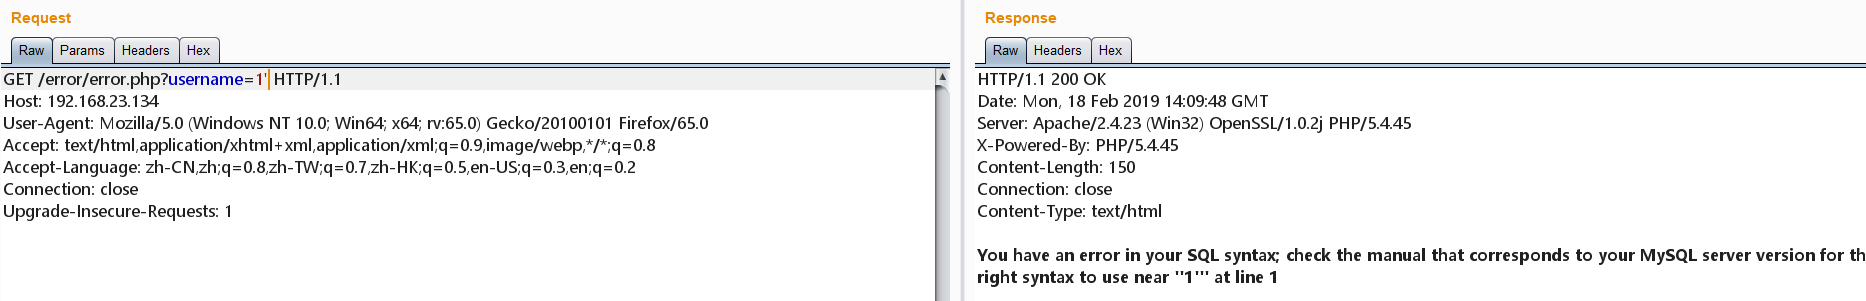 Request
Raw Params Headers Hex
GET /error/error.php?username=1' HTTP/1.1
Host: 192.168.23.134
User-Agent: Mozilla/5.0 (Windows NT 10.0; Win64; x64; rv:65.0) Gecko/20100101 Firefox/65.0
Accept: text/html,application/xhtml+xml,application/xml;q=0.9,image/webp,*/*;q=0.8
Accept-Language: zh-CN,zh;q=0.8,zh-TW;q=0.7,zh-HK;q=0.5,en-US;q=0.3,en;q=0.2
Connection: close
Upgrade-Insecure-Requests: 1
Response
Raw Headers Hex
HTTP/1.1 200 OK
Date: Mon, 18 Feb 2019 14:09:48 GMT
Server: Apache/2.4.23 (Win32) OpenSSL/1.0.2j PHP/5.4.45
X-Powered-By: PHP/5.4.45
Content-Length: 150
Connection: close
Content-Type: text/html
You have an error in your SQL syntax; check the manual that corresponds to your MySQL server version for th
right syntax to use near ''1''' at line 1